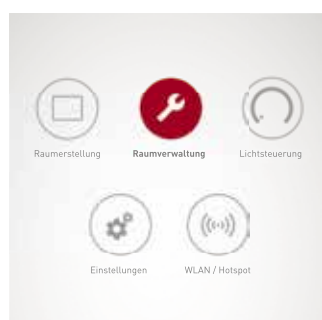 Raumerstellung
Raumverwaltung
Lichtsteuerung
Einstellungen
WLAN / Hotspot